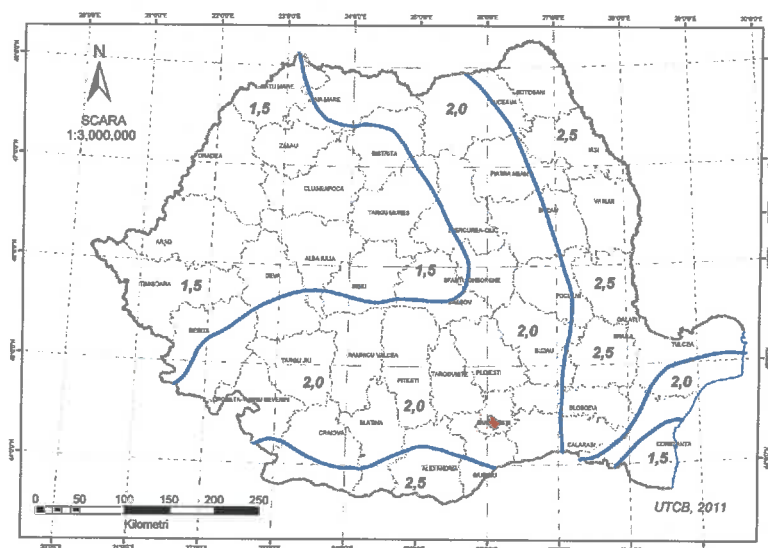 N
SCARA
1:3,000,000
1,5
2,0
2,5
SATU MARE
BAIA MARE
SUCEAVA
BOTOSANI
ZALAU
BISTRITA
IASI
ORADEA
CLUJ-NAPOCA
PIATRA NEAMT
TARGU MURES
BACAU
VASLUI
MIERCUREA-CIUC
ARAD
ALBA IULIA
DEVA
1,5
SFANTU GHEORGHE
TIMISOARA
1,5
SIBIU
BRASOV
FOCSANI
2,5
GALATI
RESITA
2,0
BRAILA
TULCEA
RAMNICU VALCEA
BUZAU
2,5
TARGU JIU
PITESTI
TARGOVISTE
PLOIESTI
2,0
2,0
2,0
DROBETA-TURNU SEVERIN
SLATINA
SLOBOZIA
CRAIOVA
CALARASI
CONSTANTA
ALEXANDRIA
GIURGIU
1,5
2,5
0
50
100
150
200
250
Kilometri
UTCB, 2011